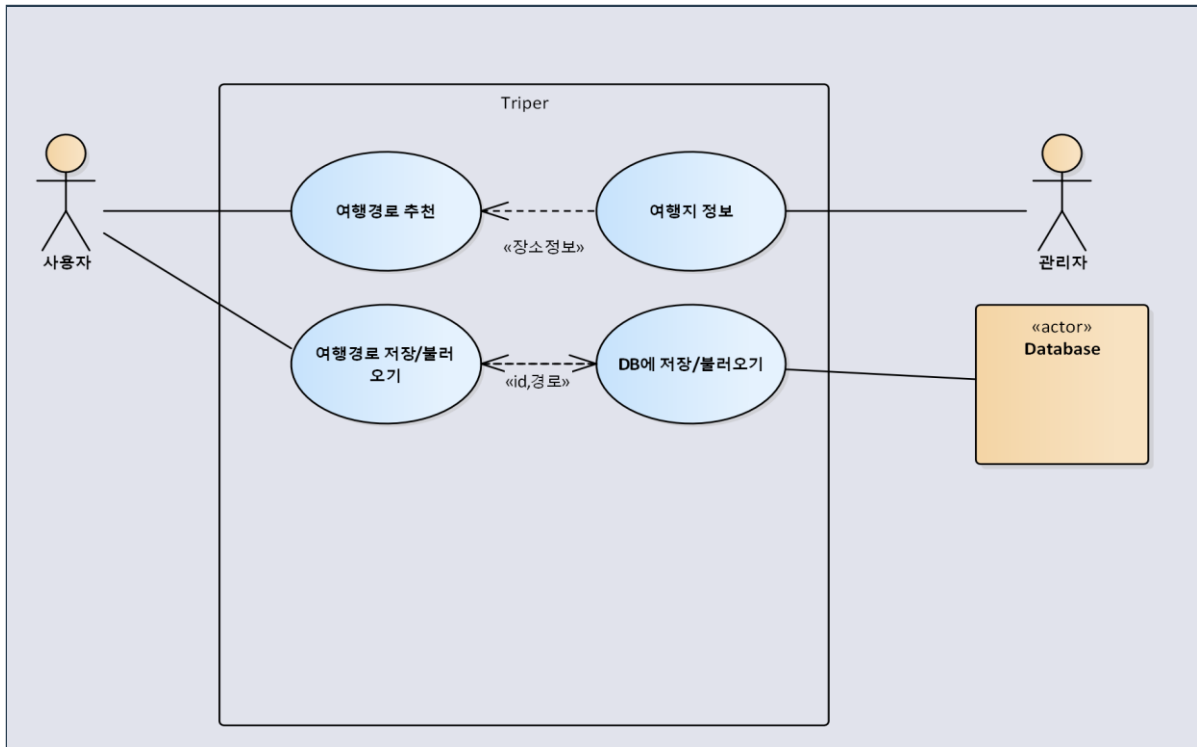 Triper
여행경로 추천
여행지 정보
«장소정보»
사용자
관리자
여행경로 저장/불러
오기
«id,경로»
DB에 저장/불러오기
«actor»
Database